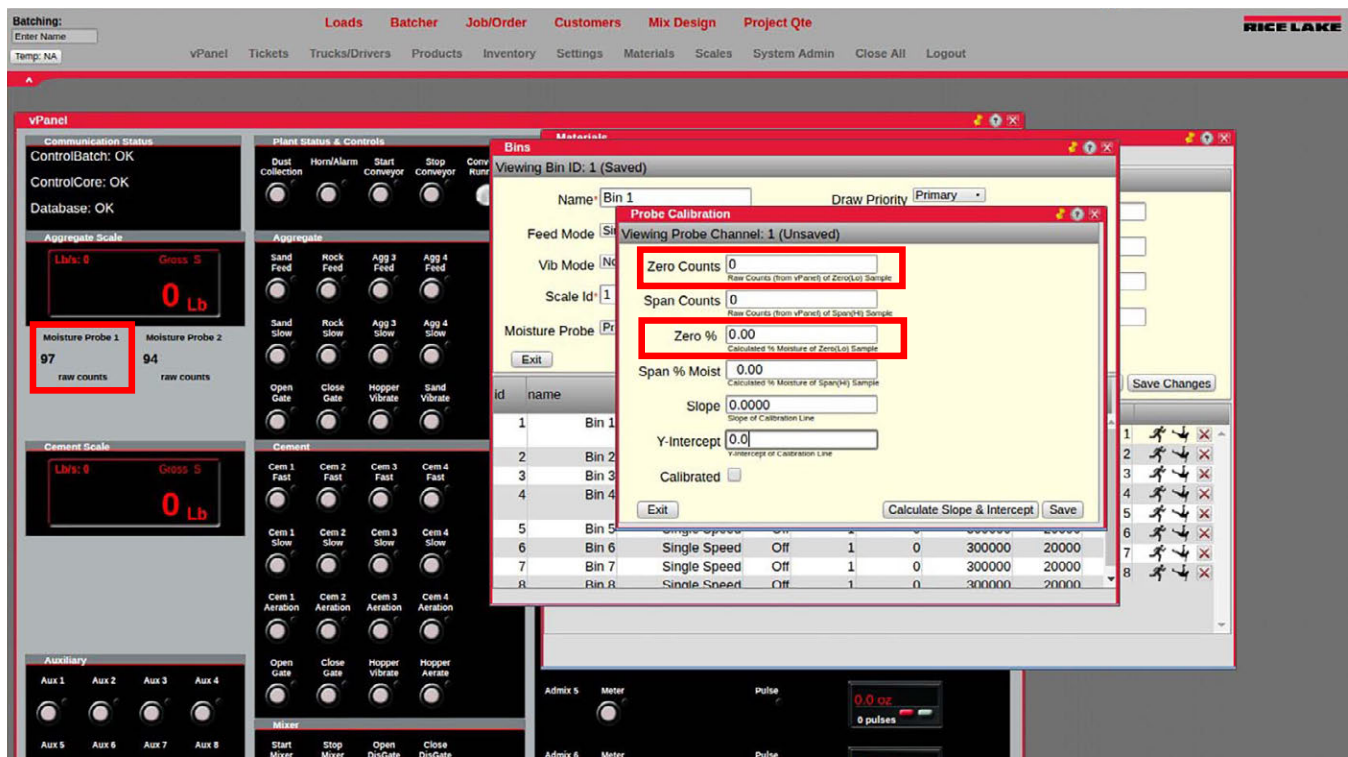 Batching:
Enter Name
Temp: NA
Loads Batcher Job/Order Customers Mix Design Project Qte
vPanel Tickets Trucks/Drivers Products Inventory Settings Materials Scales System Admin Close All Logout
RICE LAKE
^
vPanel
Communication Status
ControlBatch: OK
ControlCore: OK
Database: OK
Aggregate Scale
Lb/s: 0 Gross S
0 Lb
Moisture Probe 1 Moisture Probe 2
97 94
raw counts raw counts
Cement Scale
Lb/s: 0 Gross S
0 Lb
Auxiliary
Aux 1 Aux 2 Aux 3 Aux 4
Aux 5 Aux 6 Aux 7 Aux 8
Plant Status & Controls
Dust Collection Horn/Alarm Start Conveyor Stop Conveyor
Aggregate
Sand Feed Rock Feed Agg 3 Feed Agg 4 Feed
Sand Slow Rock Slow Agg 3 Slow Agg 4 Slow
Open Gate Close Gate Hopper Vibrate Sand Vibrate
Cement
Cem 1 Fast Cem 2 Fast Cem 3 Fast Cem 4 Fast
Cem 1 Slow Cem 2 Slow Cem 3 Slow Cem 4 Slow
Cem 1 Aeration Cem 2 Aeration Cem 3 Aeration Cem 4 Aeration
Open Gate Close Gate Hopper Vibrate Hopper Aerate
Mixer
Start Mixer Stop Mixer Open DisGate Close DisGate
Materials
Save Changes
1
2
3
4
5
6
7
8
Bins
Viewing Bin ID: 1 (Saved)
Name* Bin 1 Draw Priority Primary
Feed Mode
Vib Mode
Scale Id* 1
Moisture Probe
Exit
id name
1 Bin 1
2 Bin 2
3 Bin 3
4 Bin 4
5 Bin 5
6 Bin 6 Single Speed Off 1 0 300000 20000
7 Bin 7 Single Speed Off 1 0 300000 20000
8 Bin 8 Single Speed Off 1 0 300000 20000
Probe Calibration
Viewing Probe Channel: 1 (Unsaved)
Zero Counts 0
Raw Counts (from vPanel) of Zero(Lo) Sample
Span Counts 0
Raw Counts (from vPanel) of Span(Hi) Sample
Zero % 0.00
Calculated % Moisture of Zero(Lo) Sample
Span % Moist 0.00
Calculated % Moisture of Span(Hi) Sample
Slope 0.0000
Slope of Calibration Line
Y-Intercept 0.0
Y-Intercept of Calibration Line
Calibrated
Exit Calculate Slope & Intercept Save
Admix 5 Meter Pulse
0.0 oz
0 pulses
Admix 6 Meter Pulse